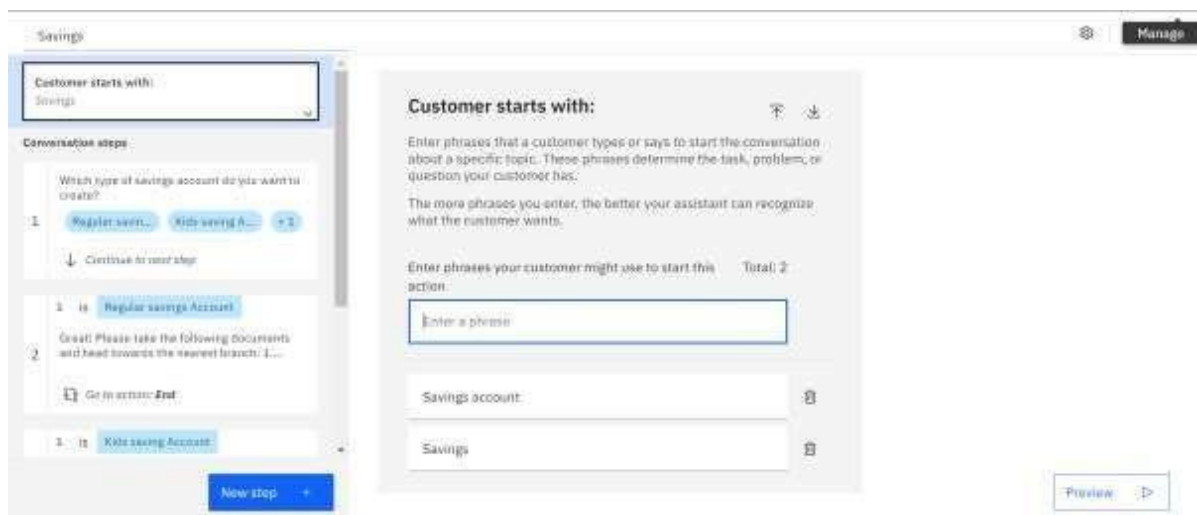 Savings
Manage
Customer starts with:
Savings
Conversation steps
Which type of savings account do you want to
create?
1
Regular savin...
Kids saving A...
+ 1
Continue to next step
1 is Regular savings Account
Great! Please take the following documents
and head towards the nearest branch: 1....
2
Go to action: End
1 is Kids saving Account
New step +
Customer starts with:
Enter phrases that a customer types or says to start the conversation
about a specific topic. These phrases determine the task, problem, or
question your customer has.
The more phrases you enter, the better your assistant can recognize
what the customer wants.
Enter phrases your customer might use to start this
action
Total: 2
Enter a phrase
Savings account
Savings
Preview